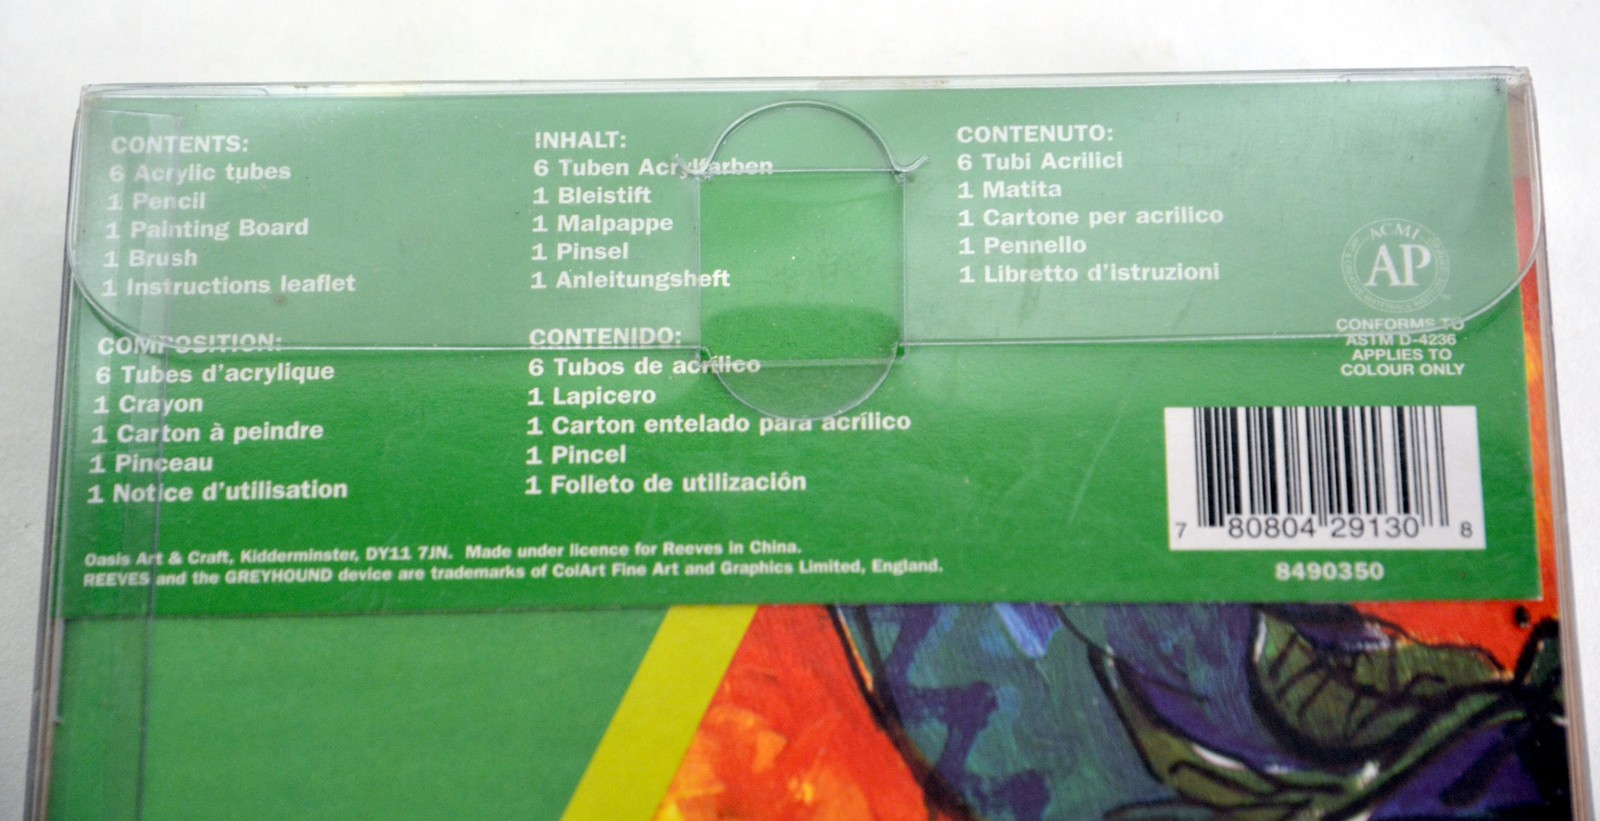 CONTENTS:
6 Acrylic tubes
1 Pencil
1 Painting Board
1 Brush
1 Instructions leaflet
INHALT:
6 Tuben Acrylfarben
1 Bleistift
1 Malpappe
1 Pinsel
1 Anleitungsheft
CONTENUTO:
6 Tubi Acrilici
1 Matita
1 Cartone per acrilico
1 Pennello
1 Libretto d'istruzioni
COMPOSITION:
6 Tubes d'acrylique
1 Crayon
1 Carton à peindre
1 Pinceau
1 Notice d'utilisation
CONTENIDO:
6 Tubos de acrílico
1 Lapicero
1 Carton entelado para acrílico
1 Pincel
1 Folleto de utilización
ACMI
AP
CONFORMS TO
ASTM D-4236
APPLIES TO
COLOUR ONLY
7 80804 29130 8
8490350
Oasis Art & Craft, Kidderminster, DY11 7JN. Made under licence for Reeves in China.
REEVES and the GREYHOUND device are trademarks of ColArt Fine Art and Graphics Limited, England.